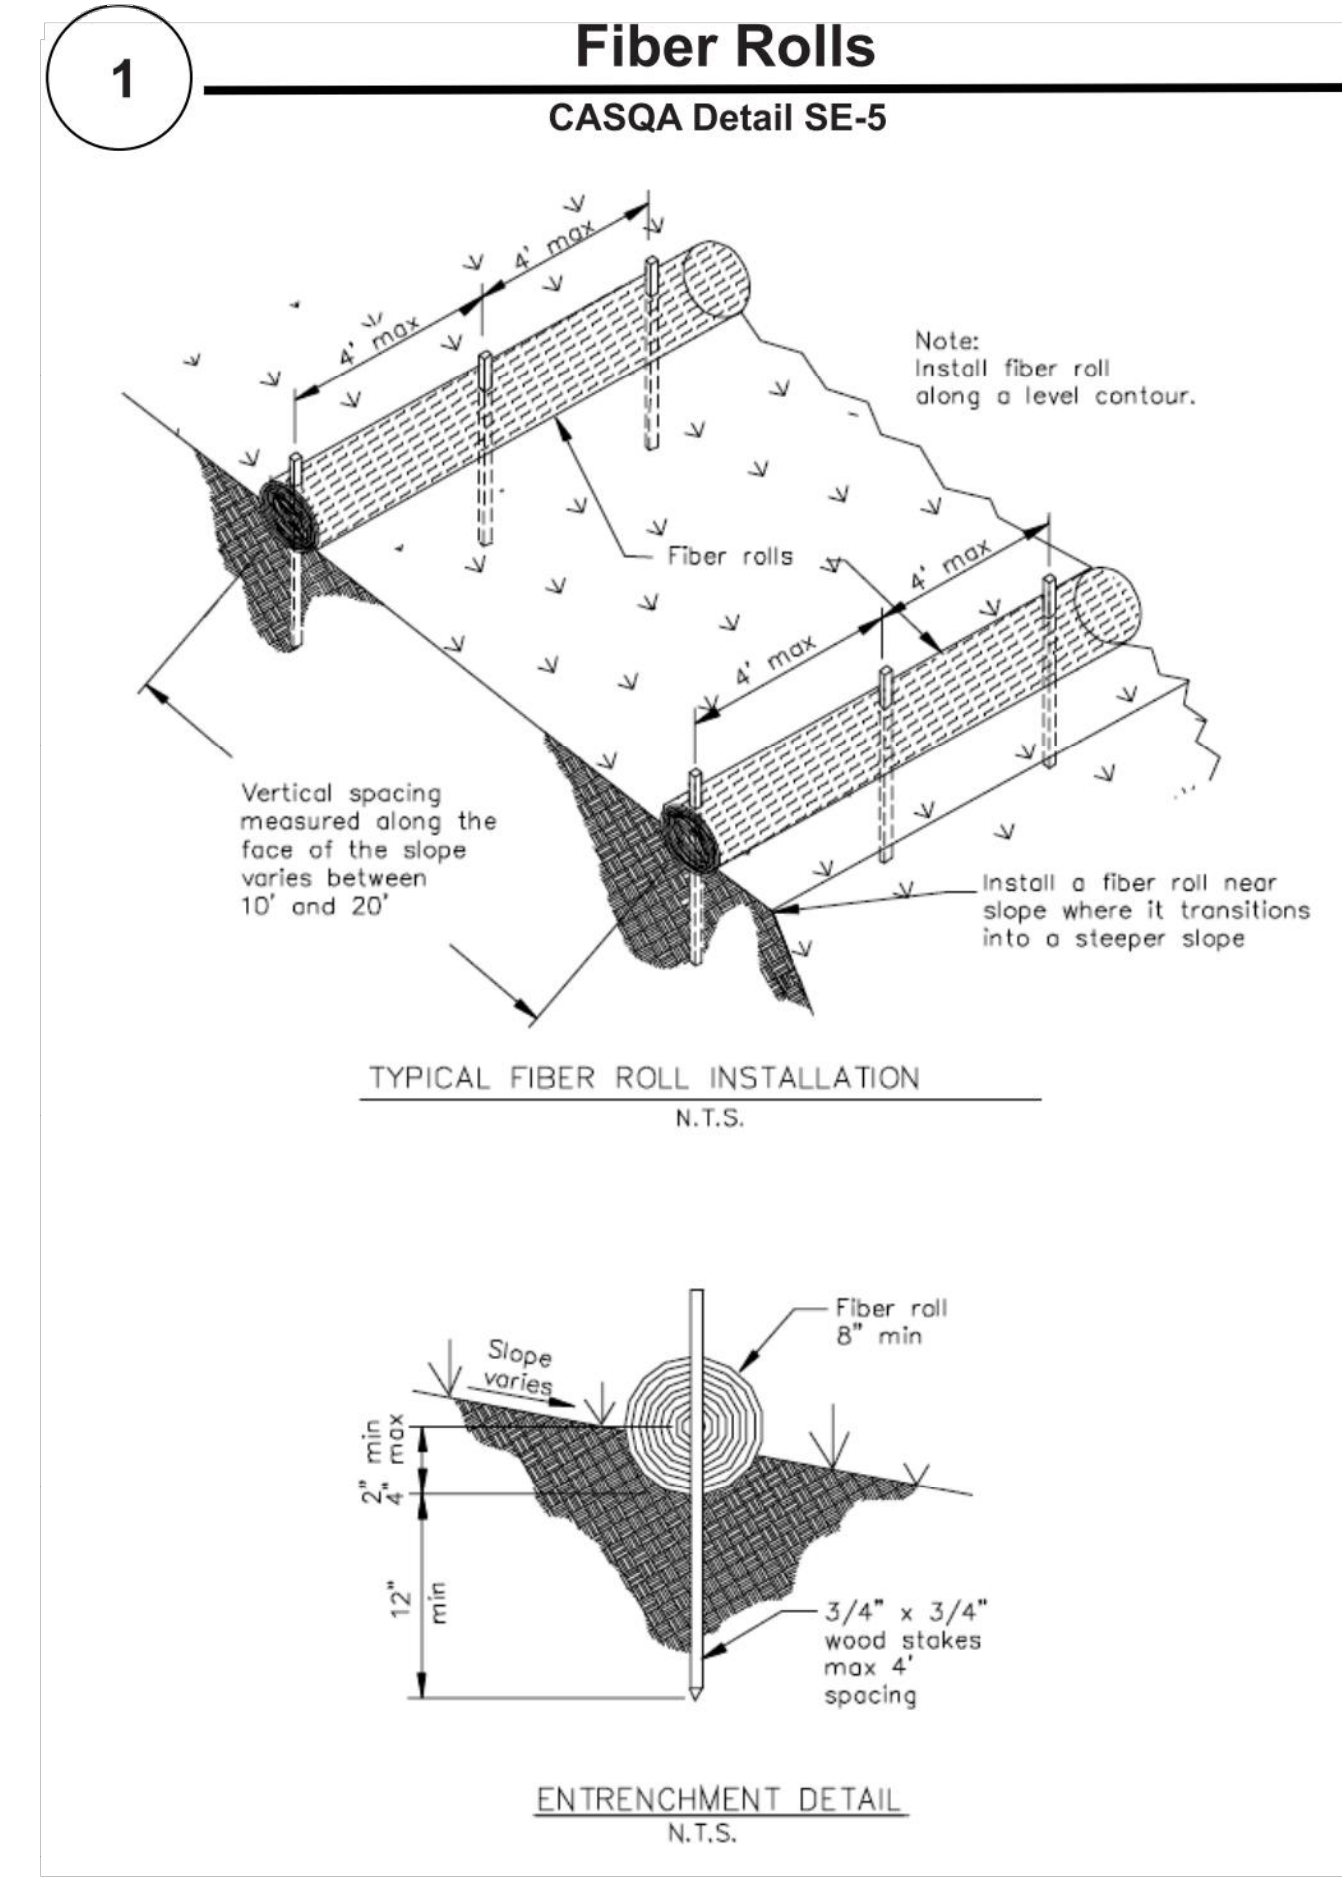 1
Fiber Rolls
CASQA Detail SE-5
4' max
4' max
Note:
Install fiber roll
along a level contour.
Fiber rolls
4' max
4' max
Vertical spacing
measured along the
face of the slope
varies between
10' and 20'
Install a fiber roll near
slope where it transitions
into a steeper slope
TYPICAL FIBER ROLL INSTALLATION
N.T.S.
Fiber roll
8" min
Slope
varies
2" min
4" max
12"
min
3/4" x 3/4"
wood stakes
max 4'
spacing
ENTRENCHMENT DETAIL
N.T.S.